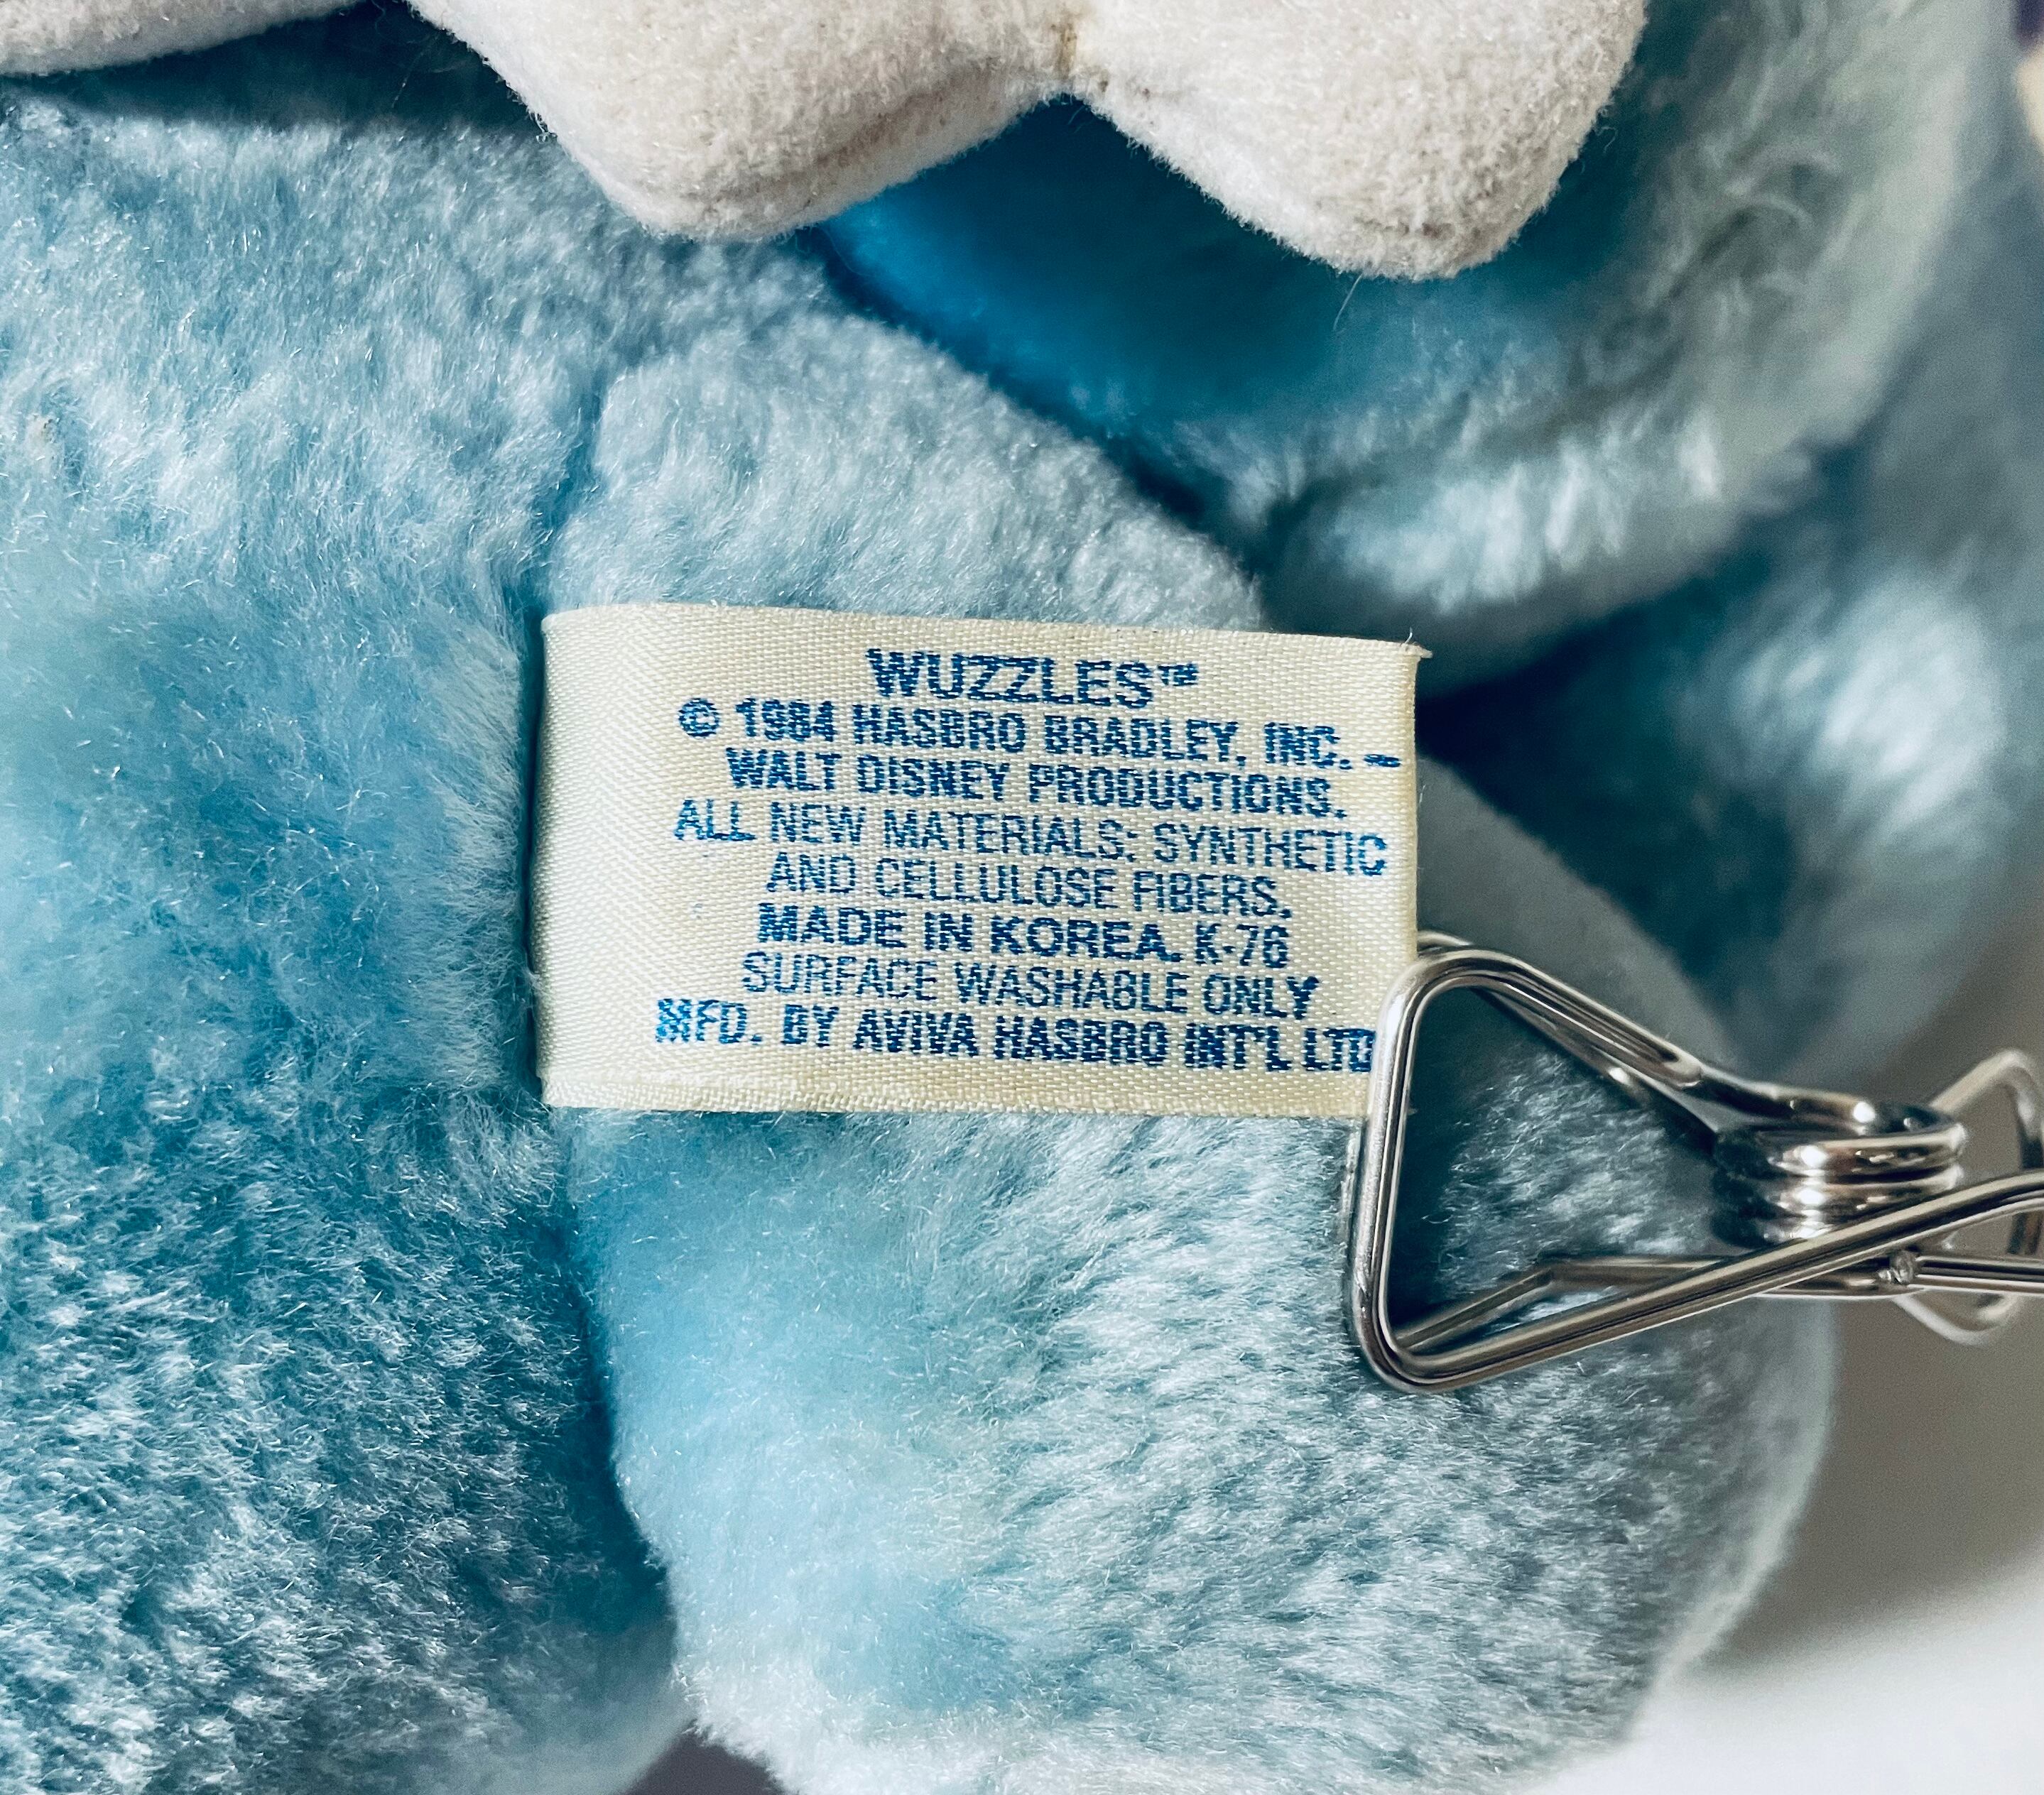 WUZZLES™
© 1984 HASBRO BRADLEY, INC. –
WALT DISNEY PRODUCTIONS.
ALL NEW MATERIALS: SYNTHETIC
AND CELLULOSE FIBERS.
MADE IN KOREA. K-76
SURFACE WASHABLE ONLY
MFD. BY AVIVA HASBRO INT'L LTD